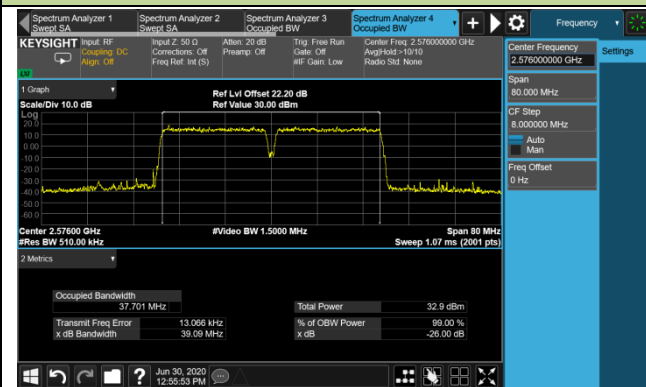 Spectrum Analyzer 1
Swept SA
Spectrum Analyzer 2
Swept SA
Spectrum Analyzer 3
Occupied BW
Spectrum Analyzer 4
Occupied BW
Frequency
KEYSIGHT
Input: RF
Coupling: DC
Align: Off
Input Z: 50 Ω
Corrections: Off
Freq Ref: Int (S)
Atten: 20 dB
Preamp: Off
Trig: Free Run
Gate: Off
#IF Gain: Low
Center Freq: 2.576000000 GHz
Avg|Hold:>10/10
Radio Std: None
Center Frequency
2.576000000 GHz
Settings
Span
80.000 MHz
CF Step
8.000000 MHz
Auto
Man
Freq Offset
0 Hz
LXI
1 Graph
Scale/Div 10.0 dB
Ref Lvl Offset 22.20 dB
Ref Value 30.00 dBm
Log
20.0
10.0
0.00
-10.0
-20.0
-30.0
-40.0
-50.0
-60.0
Center 2.57600 GHz
#Res BW 510.00 kHz
#Video BW 1.5000 MHz
Span 80 MHz
Sweep 1.07 ms (2001 pts)
2 Metrics
Occupied Bandwidth
37.701 MHz
Total Power 32.9 dBm
Transmit Freq Error 13.066 kHz
% of OBW Power 99.00 %
x dB Bandwidth 39.09 MHz
x dB -26.00 dB
?
Jun 30, 2020
12:55:53 PM